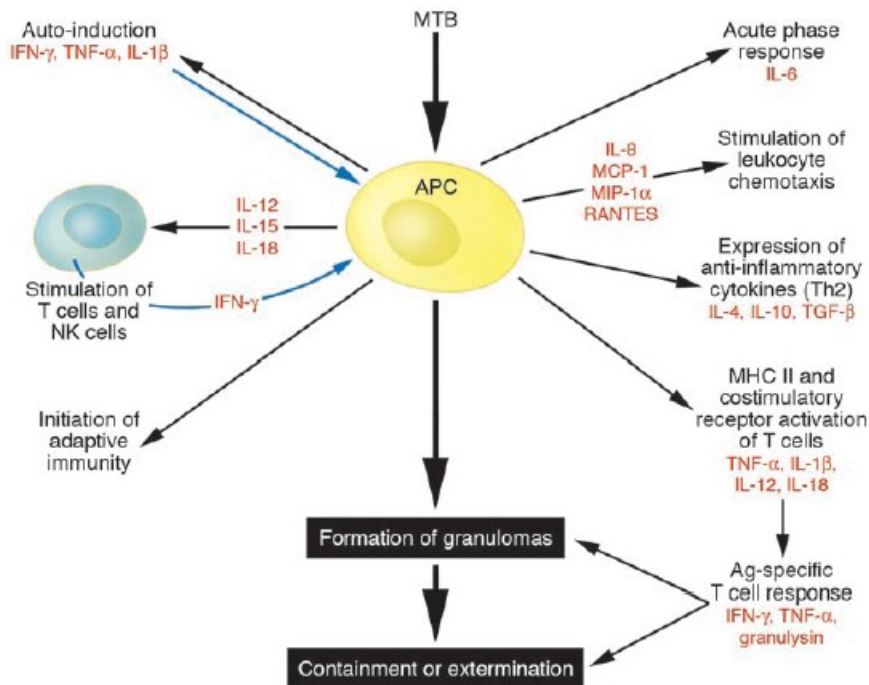 MTB
Auto-induction
IFN-γ, TNF-α, IL-1β
Acute phase
response
IL-6
APC
IL-8
MCP-1
MIP-1α
RANTES
Stimulation of
leukocyte
chemotaxis
IL-12
IL-15
IL-18
Stimulation of
T cells and
NK cells
IFN-γ
Expression of
anti-inflammatory
cytokines (Th2)
IL-4, IL-10, TGF-β
Initiation of
adaptive
immunity
MHC II and
costimulatory
receptor activation
of T cells
TNF-α, IL-1β,
IL-12, IL-18
Formation of granulomas
Ag-specific
T cell response
IFN-γ, TNF-α,
granulysin
Containment or extermination